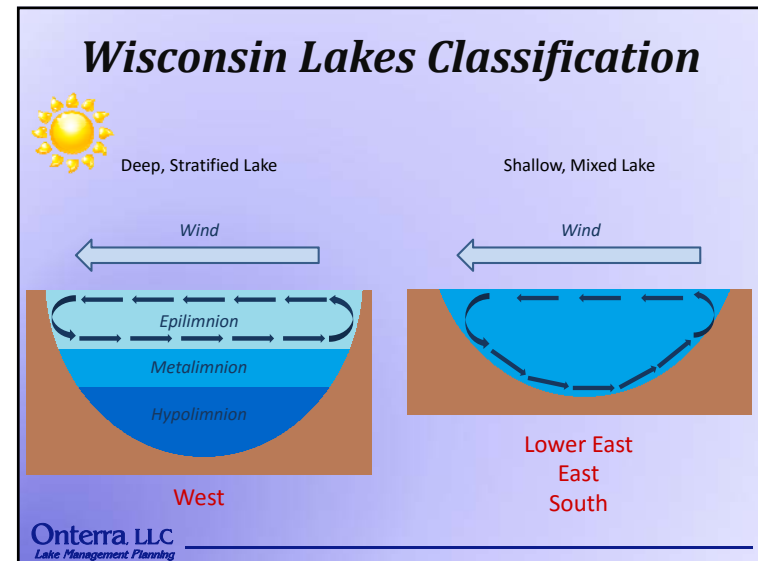 Wisconsin Lakes Classification
Deep, Stratified Lake
Shallow, Mixed Lake
Wind
Wind
Epilimnion
Metalimnion
Hypolimnion
West
Lower East
East
South
Onterra, LLC
Lake Management Planning